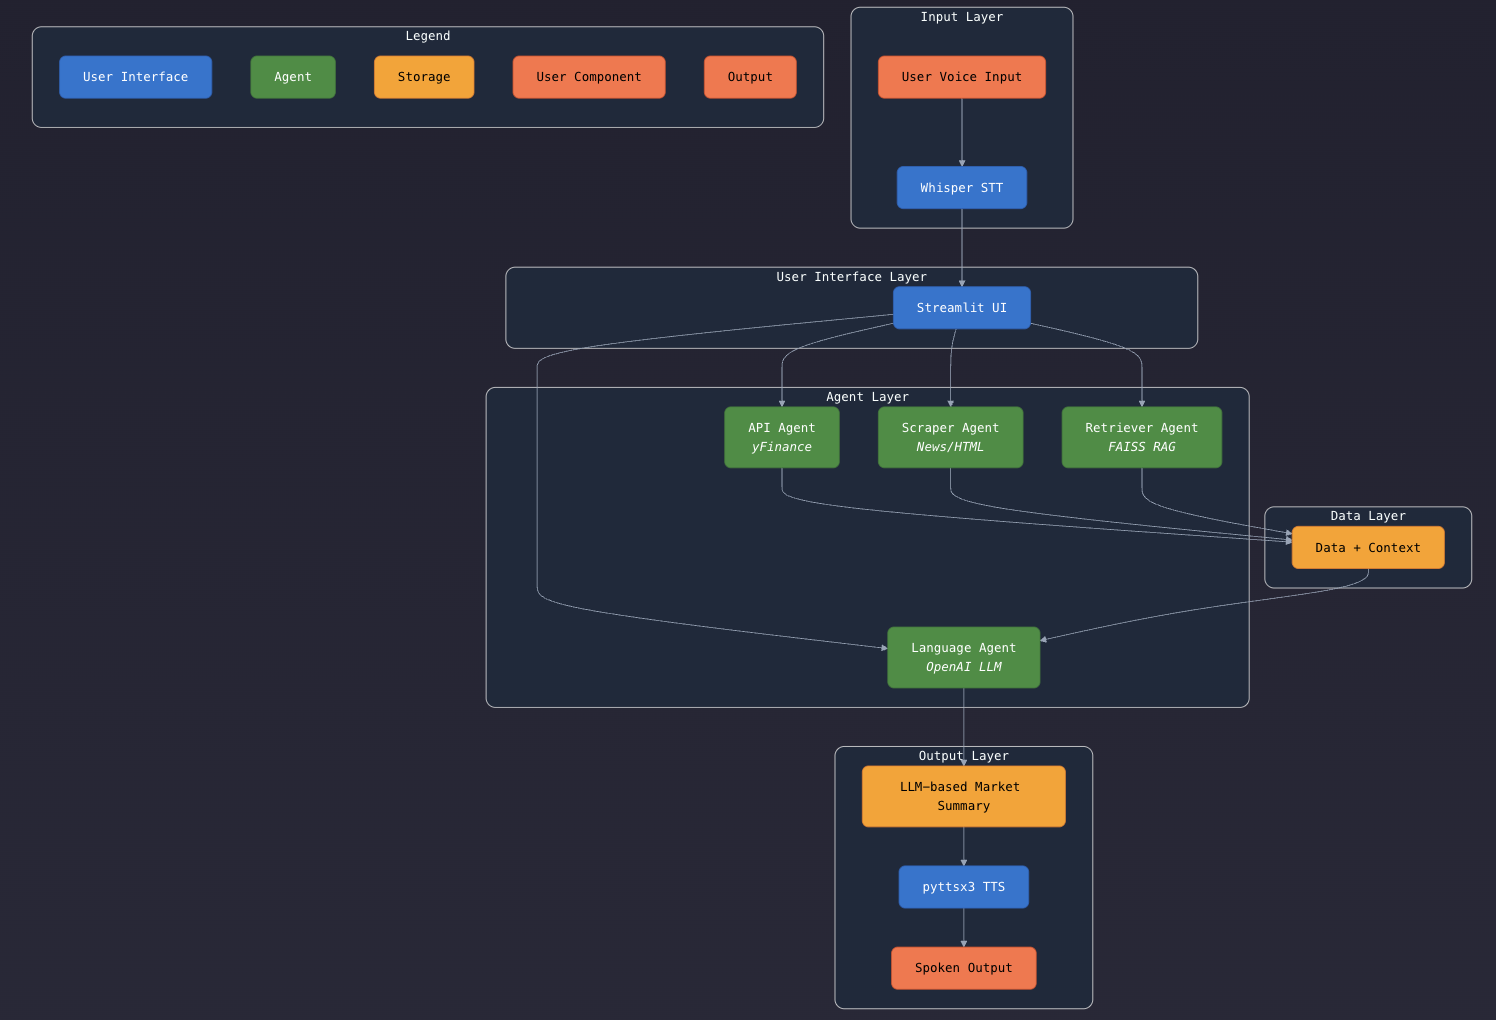 Legend
User Interface
Agent
Storage
User Component
Output
Input Layer
User Voice Input
Whisper STT
User Interface Layer
Streamlit UI
Agent Layer
API Agent
yFinance
Scraper Agent
News/HTML
Retriever Agent
FAISS RAG
Data Layer
Data + Context
Language Agent
OpenAI LLM
Output Layer
LLM–based Market
Summary
pyttsx3 TTS
Spoken Output